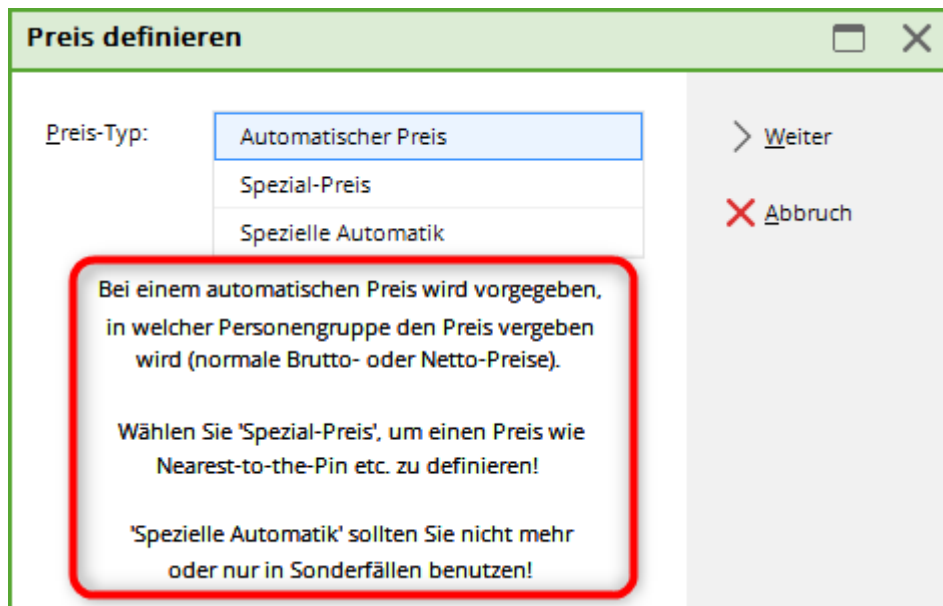 Preis definieren
Preis-Typ:
Automatischer Preis
Spezial-Preis
Spezielle Automatik
Weiter
Abbruch
Bei einem automatischen Preis wird vorgegeben,
in welcher Personengruppe den Preis vergeben
wird (normale Brutto- oder Netto-Preise).
Wählen Sie 'Spezial-Preis', um einen Preis wie
Nearest-to-the-Pin etc. zu definieren!
'Spezielle Automatik' sollten Sie nicht mehr
oder nur in Sonderfällen benutzen!